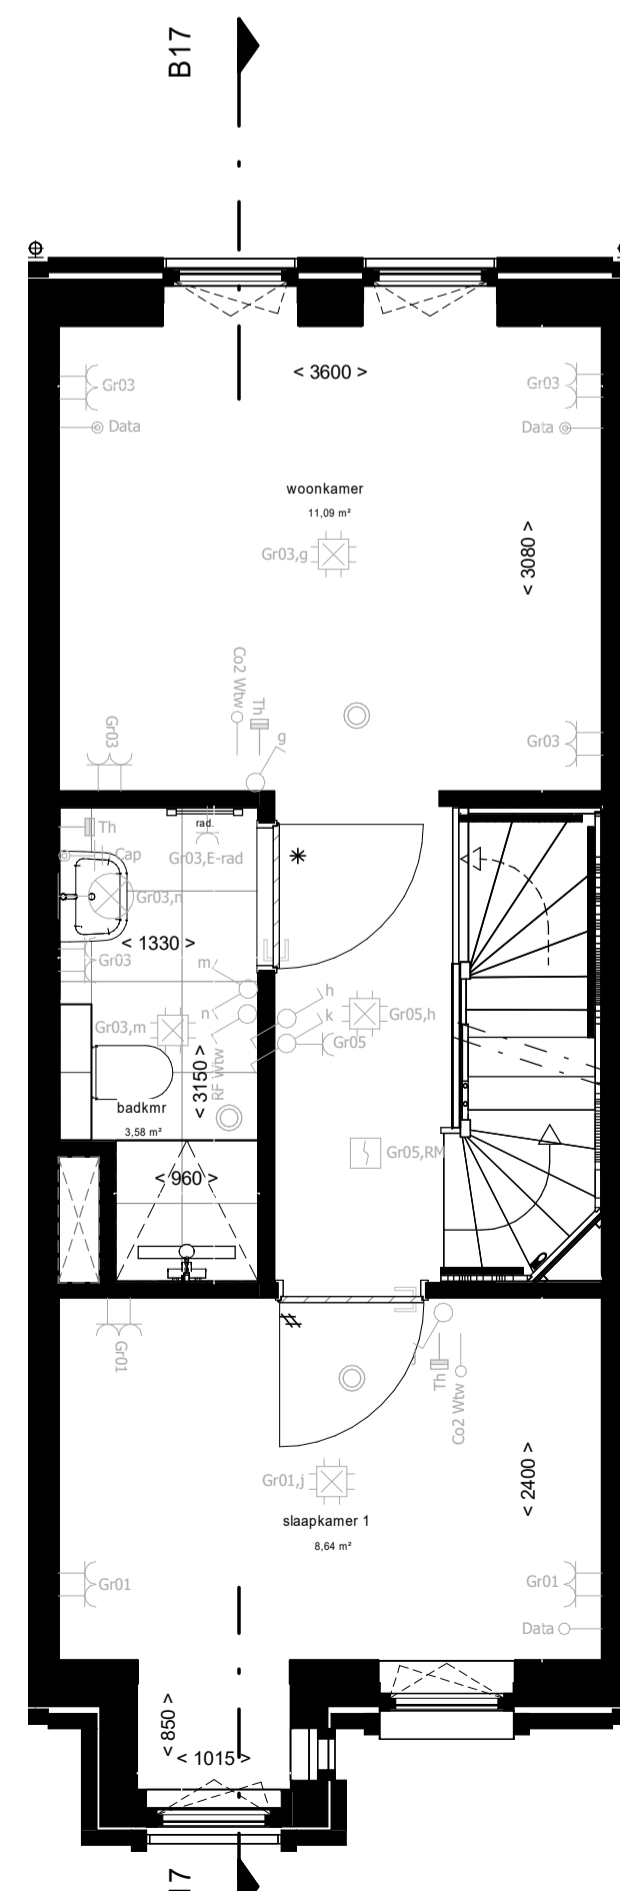 B17
< 3600 >
Gr03
Gr03
Data
Data
woonkamer
11,09 m²
Gr03,g
< 3080 >
Co2 Wtw
Th
g
Gr03
Gr03
rad.
Th
Cap
Gr03,E-rad
Gr03,n
< 1330 >
Gr03
m
n
h
k
Gr03,m
Gr05,h
Gr05
RF Wtw
< 3150 >
badkmr
3,58 m²
Gr05,RM
< 960 >
Gr01
Th
Co2 Wtw
Gr01,j
< 2400 >
slaapkamer 1
8,64 m²
Gr01
Gr01
Data
< 850 >
< 1015 >
17